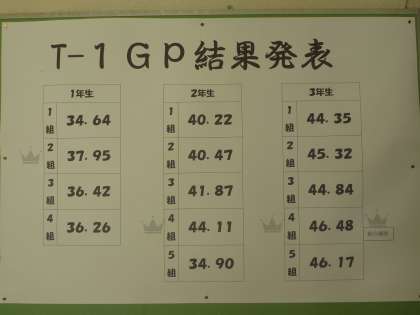 T-1 GP結果発表
1年生
1組 34.64
2組 37.95
3組 36.42
4組 36.26
2年生
1組 40.22
2組 40.47
3組 41.87
4組 44.11
5組 34.90
3年生
1組 44.35
2組 45.32
3組 44.84
4組 46.48
5組 46.17